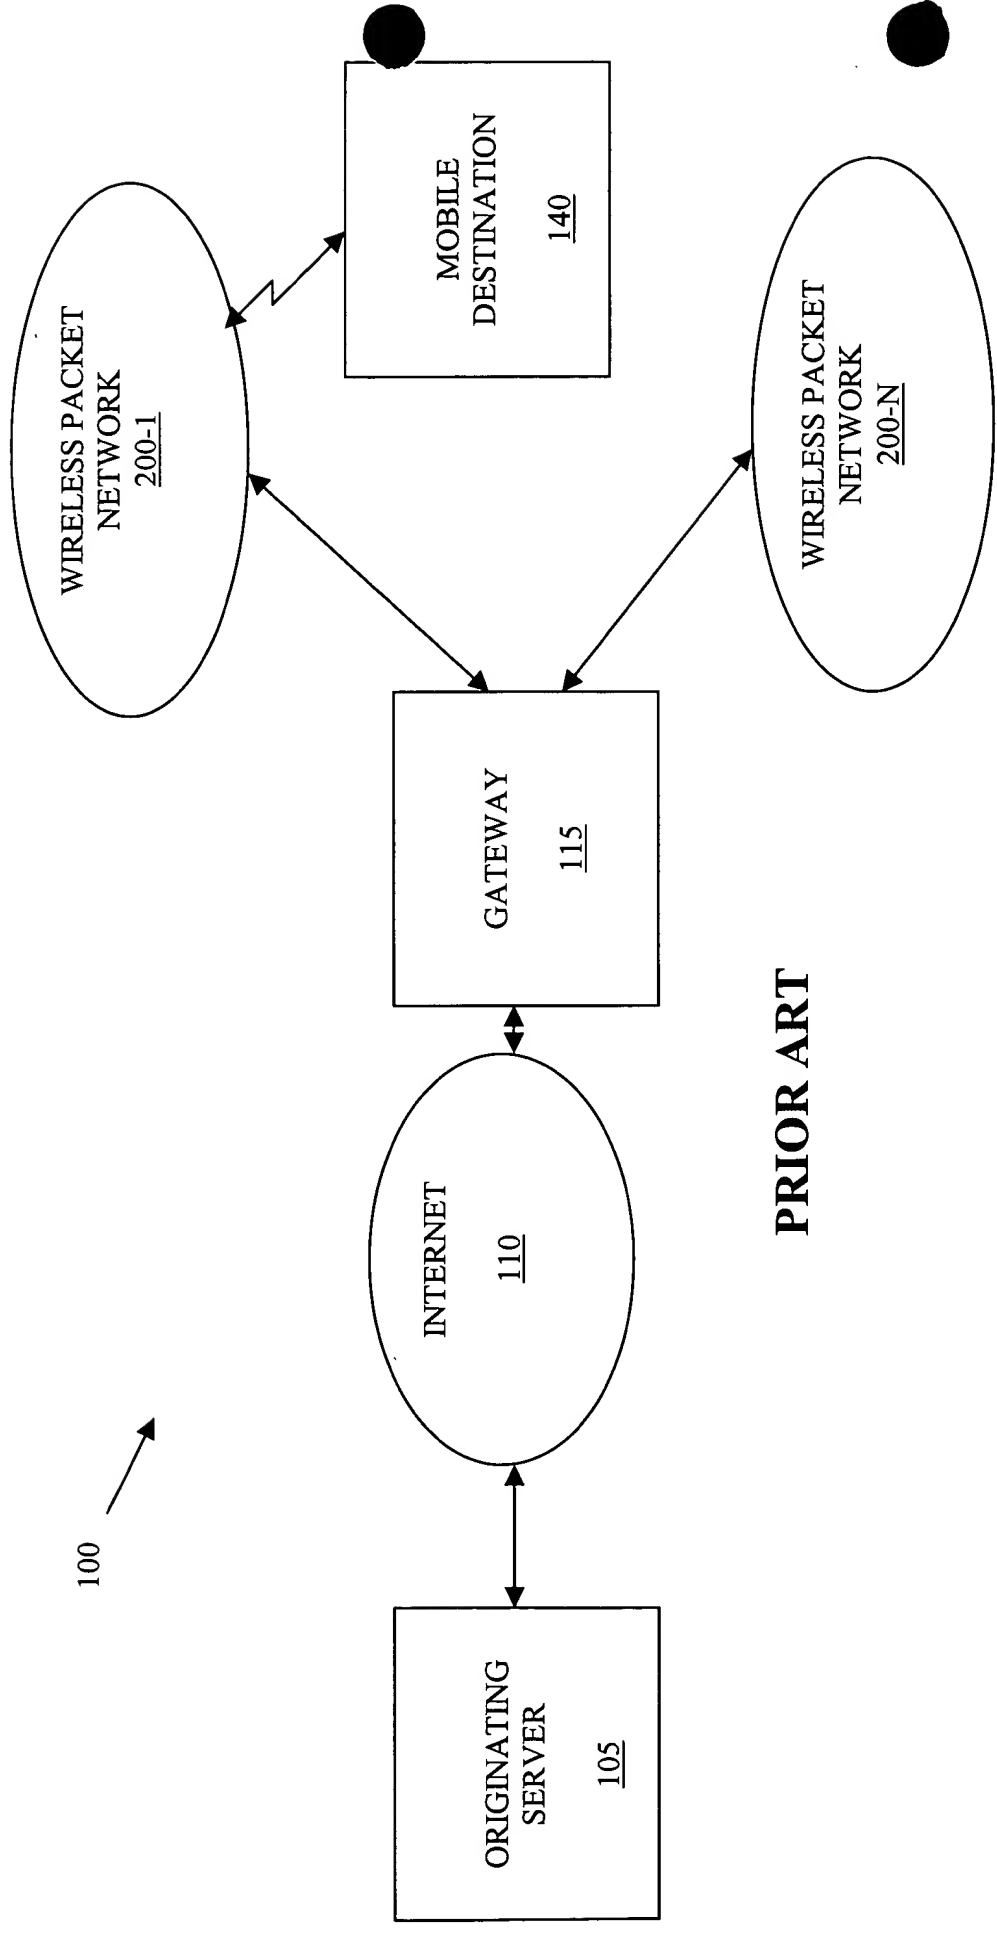 100
WIRELESS PACKET
NETWORK
200-1
MOBILE
DESTINATION
140
ORIGINATING
SERVER
105
INTERNET
110
GATEWAY
115
WIRELESS PACKET
NETWORK
200-N
PRIOR ART